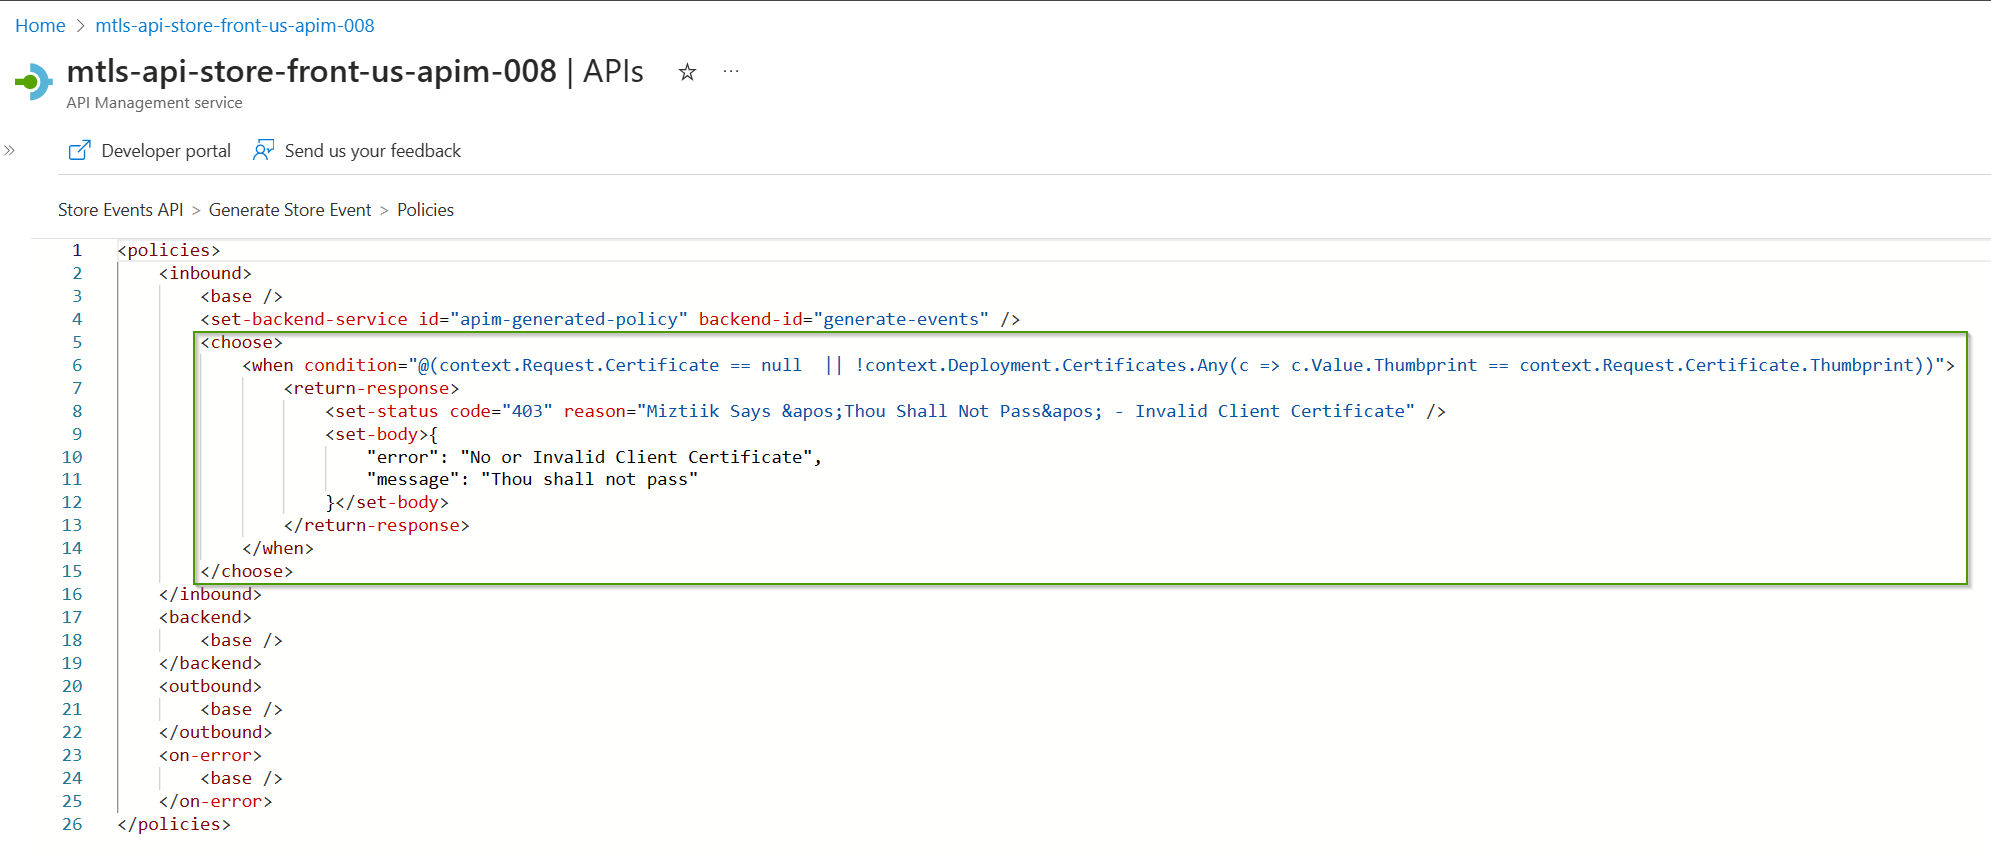 Home > mtls-api-store-front-us-apim-008
mtls-api-store-front-us-apim-008 | APIs ☆ ...
API Management service
»
Developer portal Send us your feedback
Store Events API > Generate Store Event > Policies
1 <policies>
2 <inbound>
3 <base />
4 <set-backend-service id="apim-generated-policy" backend-id="generate-events" />
5 <choose>
6 <when condition="@(context.Request.Certificate == null  || !context.Deployment.Certificates.Any(c => c.Value.Thumbprint == context.Request.Certificate.Thumbprint))">
7 <return-response>
8 <set-status code="403" reason="Miztiik Says &apos;Thou Shall Not Pass&apos; - Invalid Client Certificate" />
9 <set-body>{
10 "error": "No or Invalid Client Certificate",
11 "message": "Thou shall not pass"
12 }</set-body>
13 </return-response>
14 </when>
15 </choose>
16 </inbound>
17 <backend>
18 <base />
19 </backend>
20 <outbound>
21 <base />
22 </outbound>
23 <on-error>
24 <base />
25 </on-error>
26 </policies>